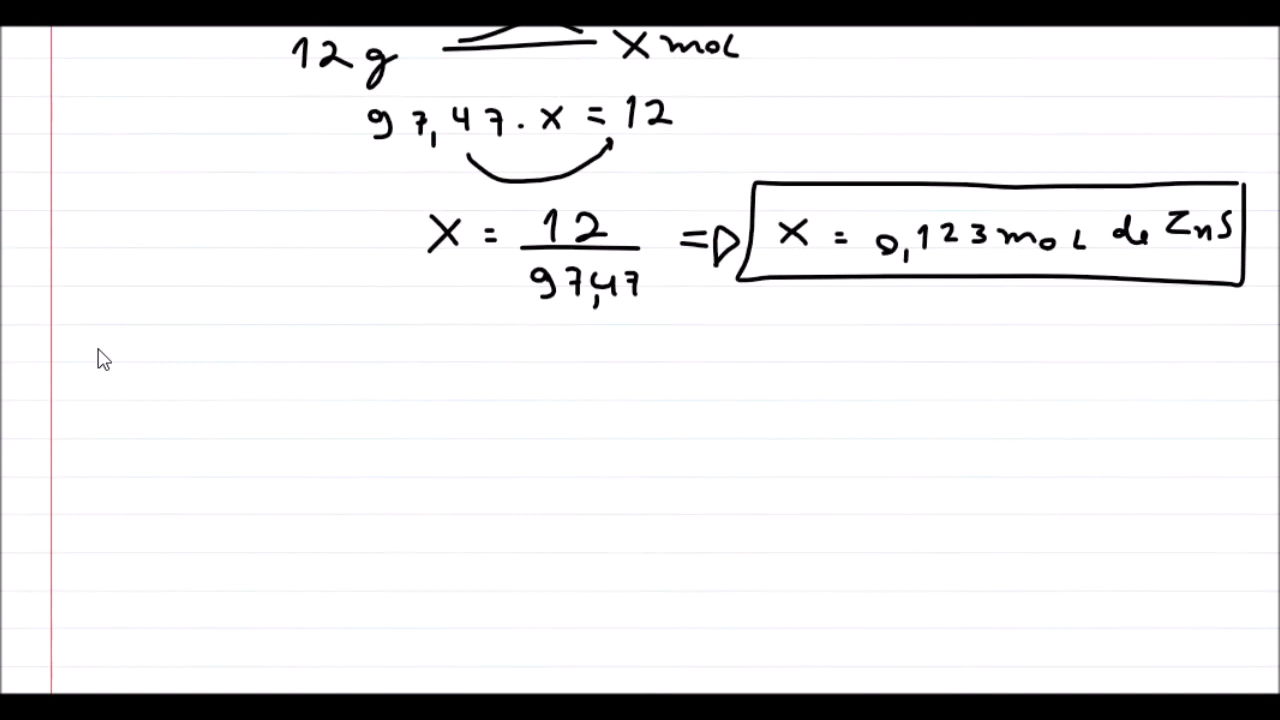 12 g X mol
97,47 . x = 12
X = 12 / 97,47 => X = 0,123 mol de ZnS